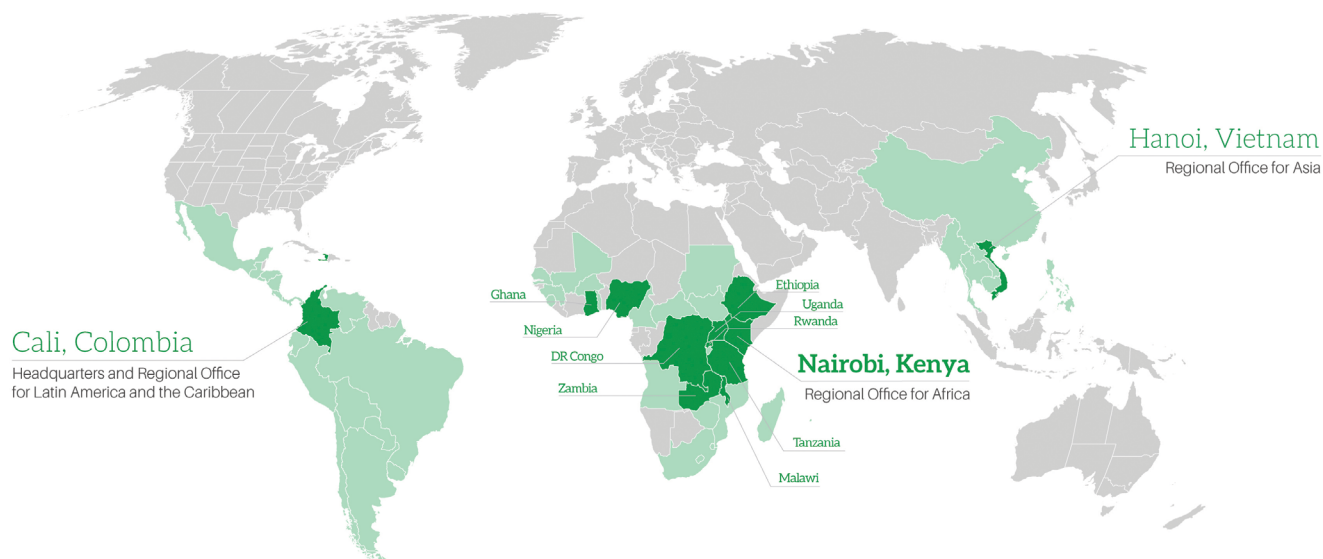 Hanoi, Vietnam
Regional Office for Asia
Ethiopia
Ghana
Uganda
Rwanda
Nigeria
Cali, Colombia
DR Congo
Nairobi, Kenya
Headquarters and Regional Office
for Latin America and the Caribbean
Zambia
Regional Office for Africa
Tanzania
Malawi